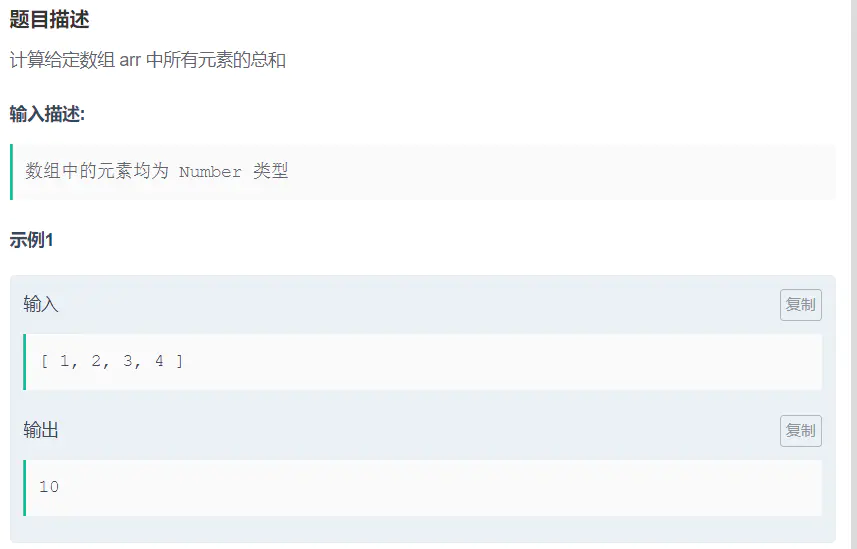 题目描述
计算给定数组 arr 中所有元素的总和
输入描述:
数组中的元素均为 Number 类型
示例1
输入
复制
[ 1, 2, 3, 4 ]
输出
复制
10